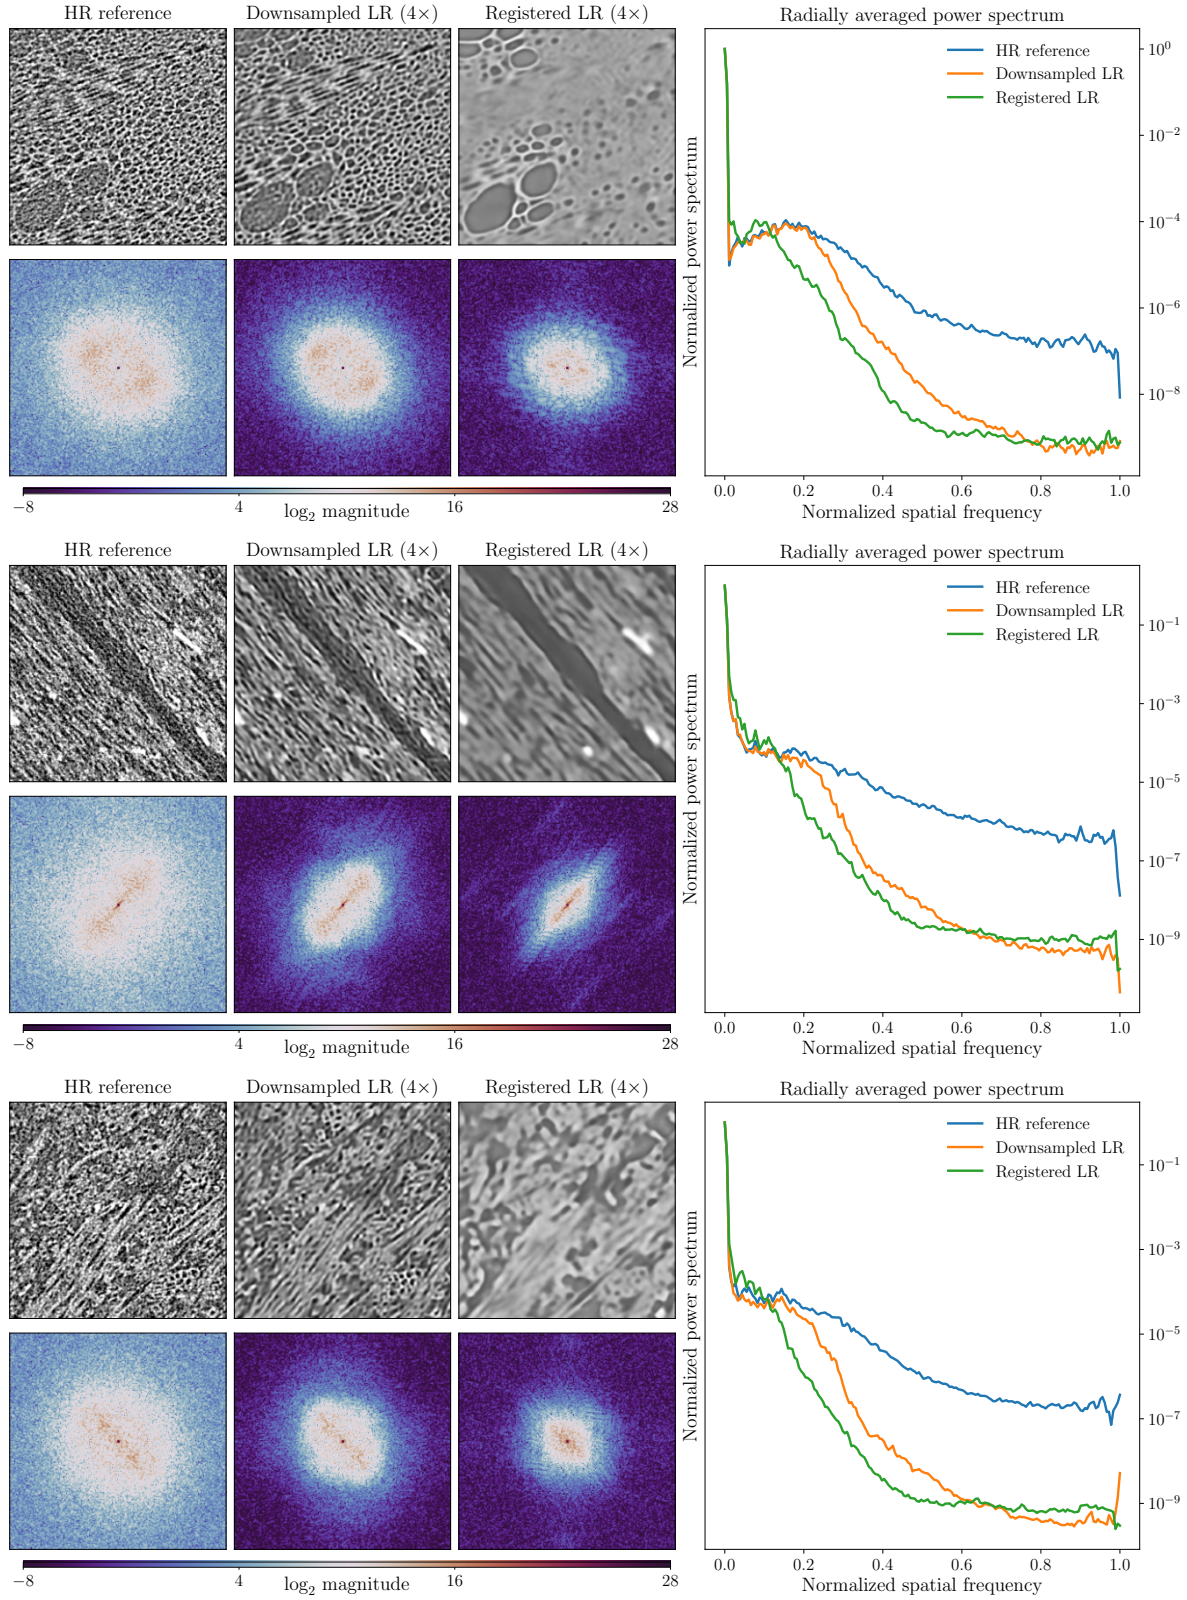 HR reference
Downsampled LR (4×)
Registered LR (4×)
−8
4
16
28
log₂ magnitude
Radially averaged power spectrum
HR reference
Downsampled LR
Registered LR
Normalized power spectrum
10⁰
10⁻²
10⁻⁴
10⁻⁶
10⁻⁸
0.0
0.2
0.4
0.6
0.8
1.0
Normalized spatial frequency
HR reference
Downsampled LR (4×)
Registered LR (4×)
−8
4
16
28
log₂ magnitude
Radially averaged power spectrum
HR reference
Downsampled LR
Registered LR
Normalized power spectrum
10⁻¹
10⁻³
10⁻⁵
10⁻⁷
10⁻⁹
0.0
0.2
0.4
0.6
0.8
1.0
Normalized spatial frequency
HR reference
Downsampled LR (4×)
Registered LR (4×)
−8
4
16
28
log₂ magnitude
Radially averaged power spectrum
HR reference
Downsampled LR
Registered LR
Normalized power spectrum
10⁻¹
10⁻³
10⁻⁵
10⁻⁷
10⁻⁹
0.0
0.2
0.4
0.6
0.8
1.0
Normalized spatial frequency